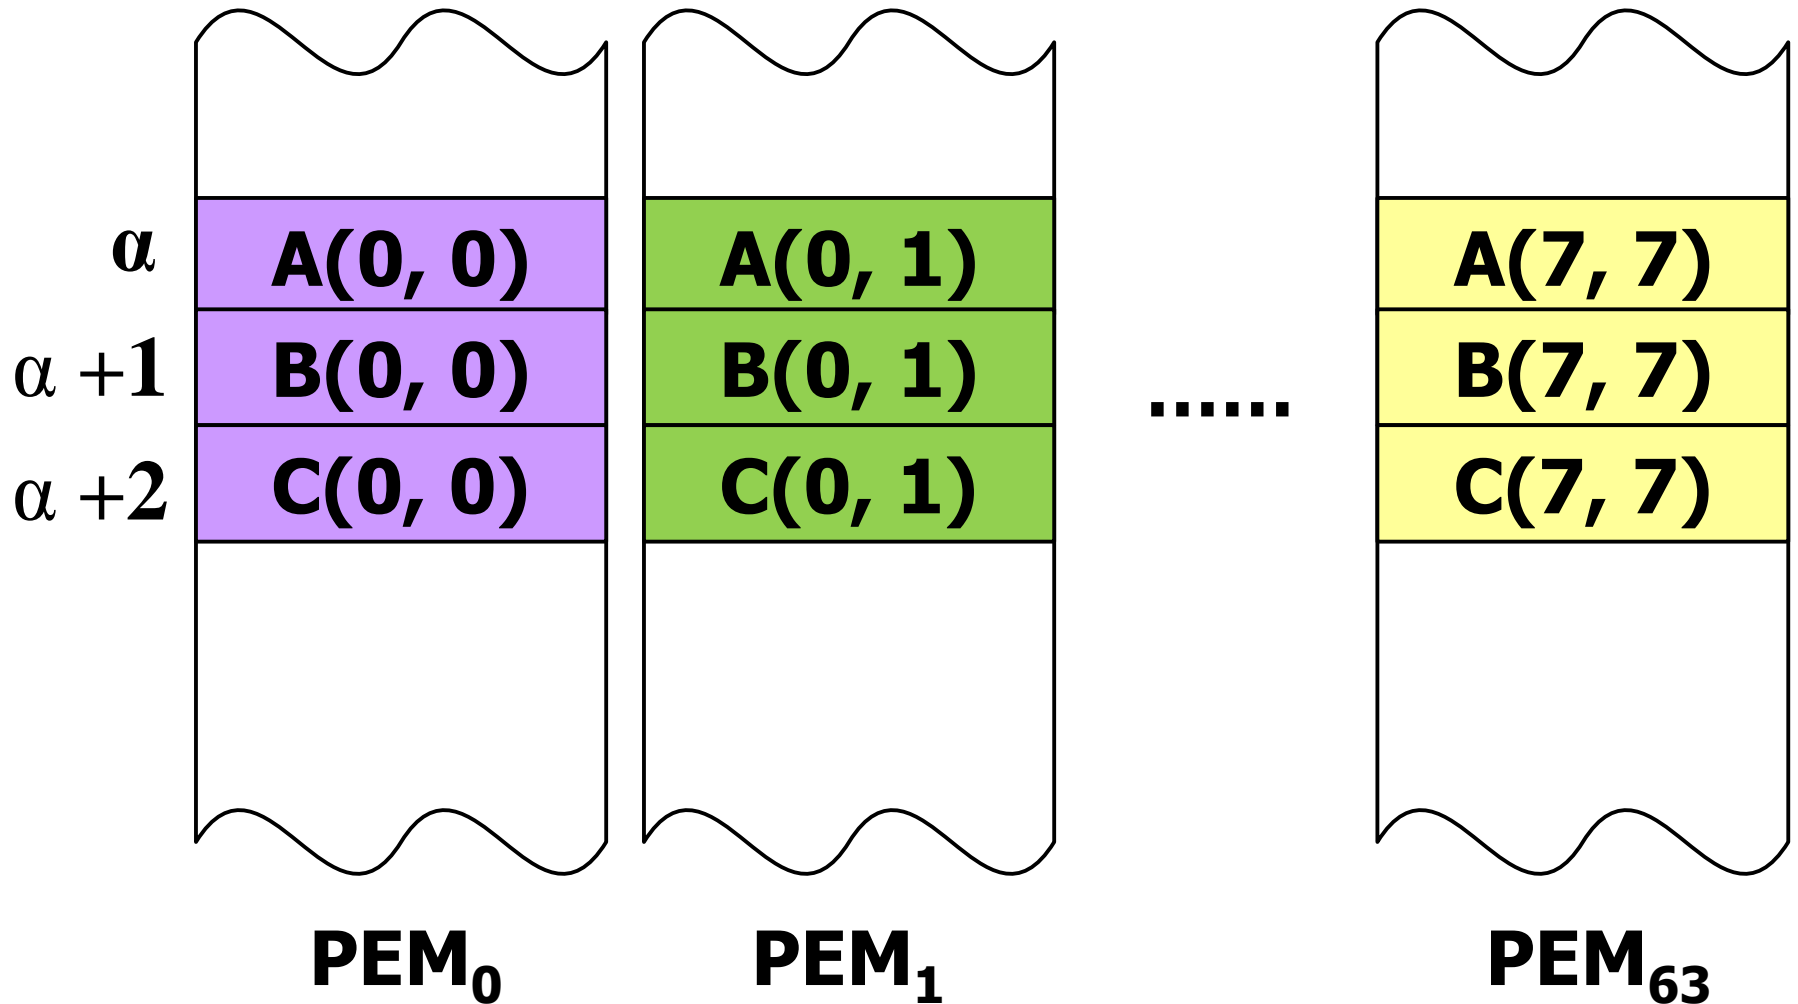 α A(0, 0) A(0, 1) A(7, 7)
α +1 B(0, 0) B(0, 1) ...... B(7, 7)
α +2 C(0, 0) C(0, 1) C(7, 7)
PEM0 PEM1 PEM63